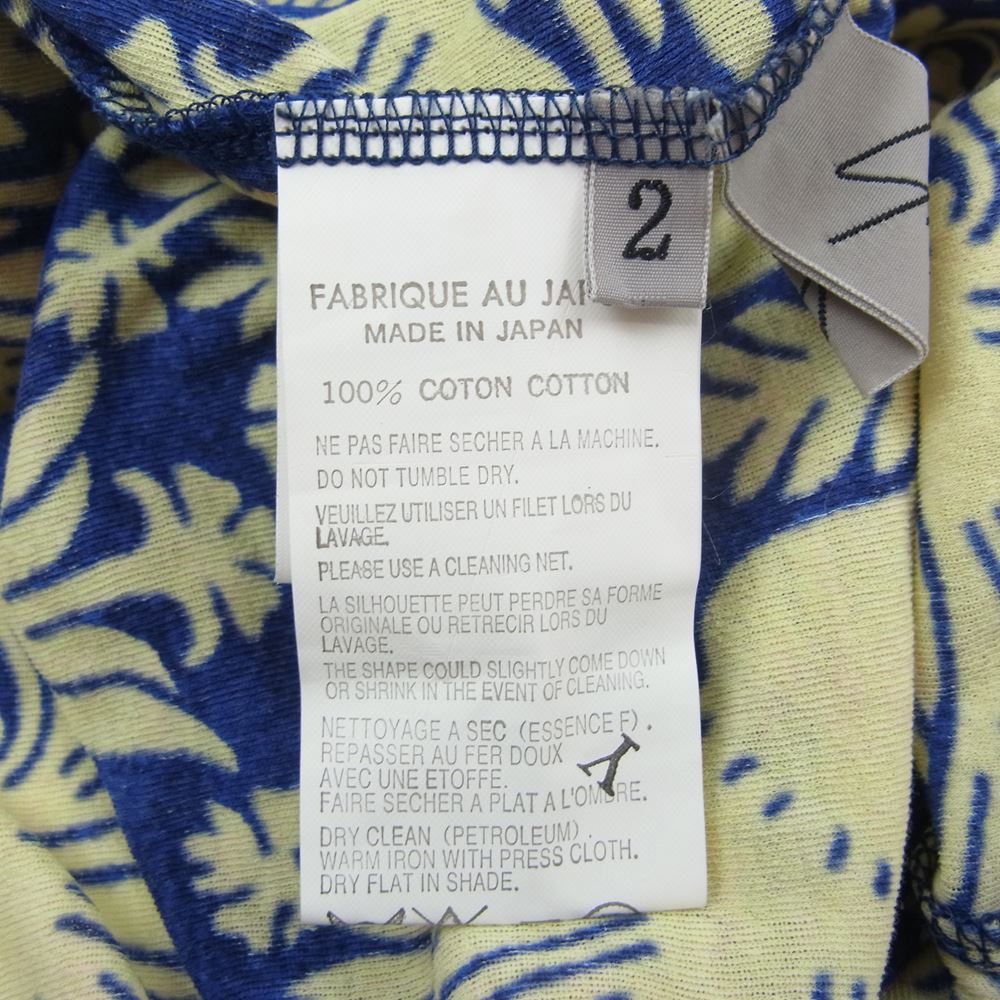 2
FABRIQUE AU
MADE IN JAPAN
100% COTON COTTON
NE PAS FAIRE SECHER A LA MACHINE.
DO NOT TUMBLE DRY.
VEUILLEZ UTILISER UN FILET LORS DU
LAVAGE.
PLEASE USE A CLEANING NET.
LA SILHOUETTE PEUT PERDRE SA FORME
ORIGINALE OU RETRECIR LORS DU
LAVAGE.
THE SHAPE COULD SLIGHTLY COME DOWN
OR SHRINK IN THE EVENT OF CLEANING.
NETTOYAGE A SEC (ESSENCE F).
REPASSER AU FER DOUX
AVEC UNE ETOFFE.
FAIRE SECHER A PLAT A L'OMBRE.
Y
DRY CLEAN (PETROLEUM).
WARM IRON WITH PRESS CLOTH.
DRY FLAT IN SHADE.